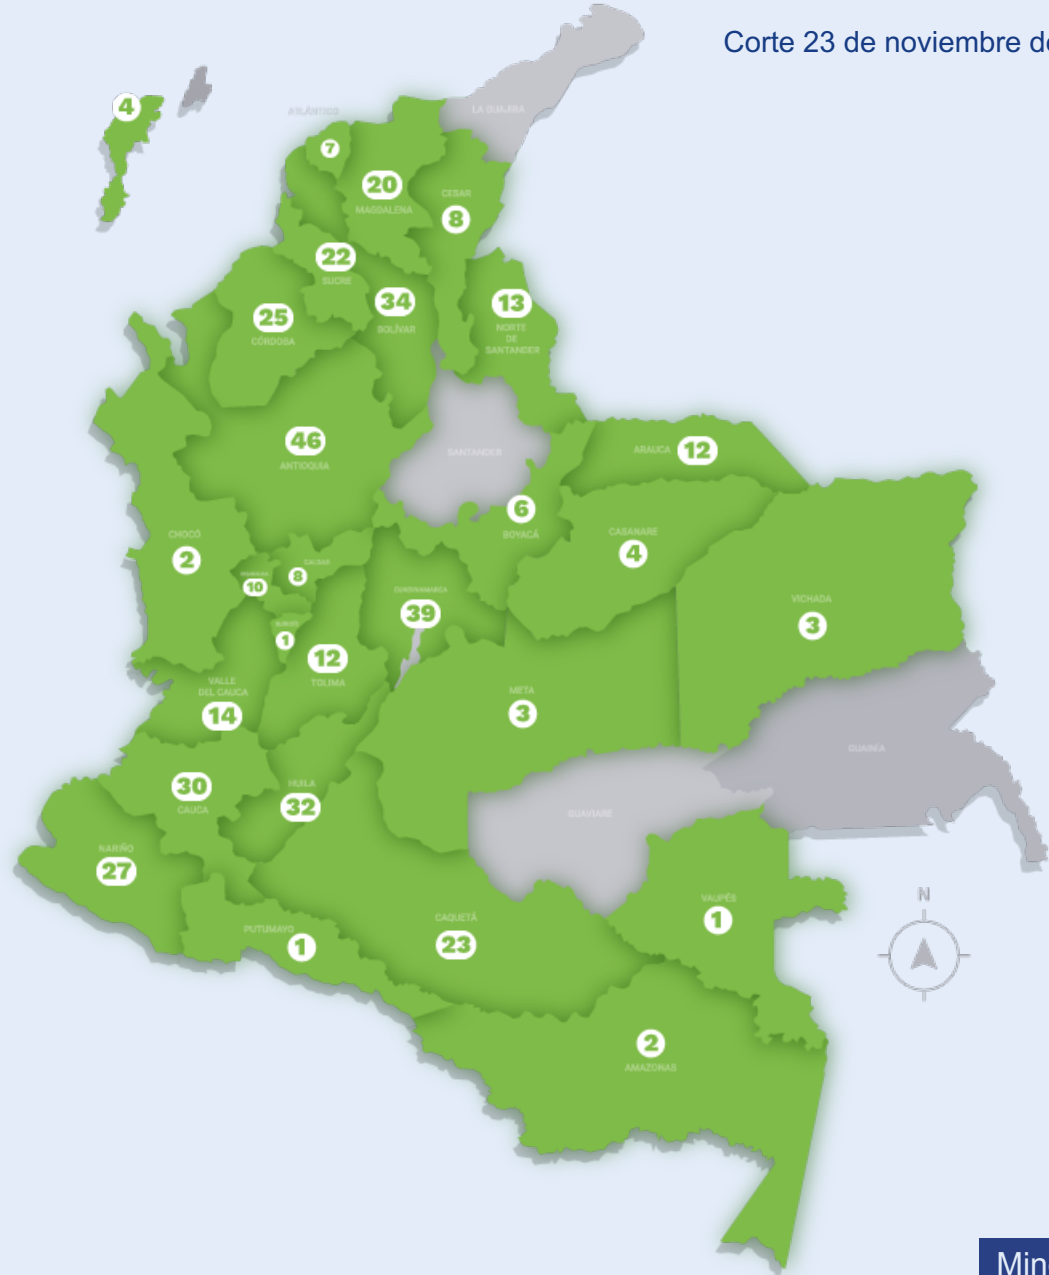 Corte 23 de noviembre de
4
ATLÁNTICO
7
LA GUAJIRA
20
MAGDALENA
CESAR
8
22
SUCRE
34
BOLÍVAR
25
CÓRDOBA
13
NORTE
DE
SANTANDER
46
ANTIOQUIA
SANTANDER
ARAUCA 12
6
BOYACÁ
CASANARE
4
CHOCÓ
2
10
CALDAS
8
CUNDINAMARCA
39
VICHADA
3
1
12
TOLIMA
VALLE
DEL CAUCA
14
META
3
GUAINÍA
30
CAUCA
HUILA
32
GUAVIARE
NARIÑO
27
VAUPÉS
1
N
PUTUMAYO
1
CAQUETÁ
23
2
AMAZONAS